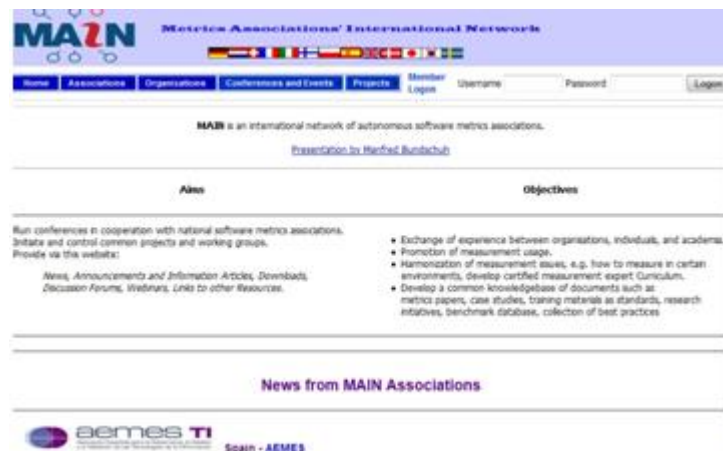 MAIN
Metrics Associations' International Network
Home Associations Organisations Conferences and Events Projects Member Logon Username Password Logon
MAIN is an international network of autonomous software metrics associations.
Presentation by Manfred Bundschuh
Aims
Run conferences in cooperation with national software metrics associations.
Initiate and control common projects and working groups.
Provide via this website:
News, Announcements and Information Articles, Downloads,
Discussion Forums, Webinars, Links to other Resources.
Objectives
• Exchange of experience between organisations, individuals, and academia.
• Promotion of measurement usage.
• Harmonization of measurement issues, e.g. how to measure in certain
environments, develop certified measurement expert Curriculum.
• Develop a common knowledgebase of documents such as
metrics papers, case studies, training materials as standards, research
initiatives, benchmark database, collection of best practices
News from MAIN Associations
aemes TI
Spain - AEMES